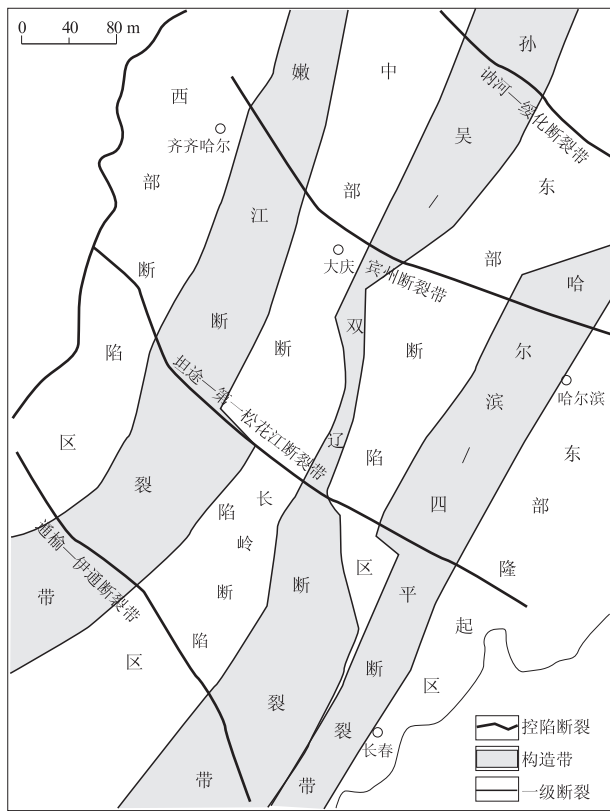 0 40 80 m
西部断陷区
嫩江断裂带
中部断陷区
孙吴—双辽断裂带
讷河—绥化断裂带
东部断陷区
哈尔滨—四平断裂带
齐齐哈尔
大庆
宾州断裂带
哈尔滨
坦途—第一松花江断裂带
东部隆起区
长岭断陷
通榆—伊通断裂带
长春
控陷断裂
构造带
一级断裂